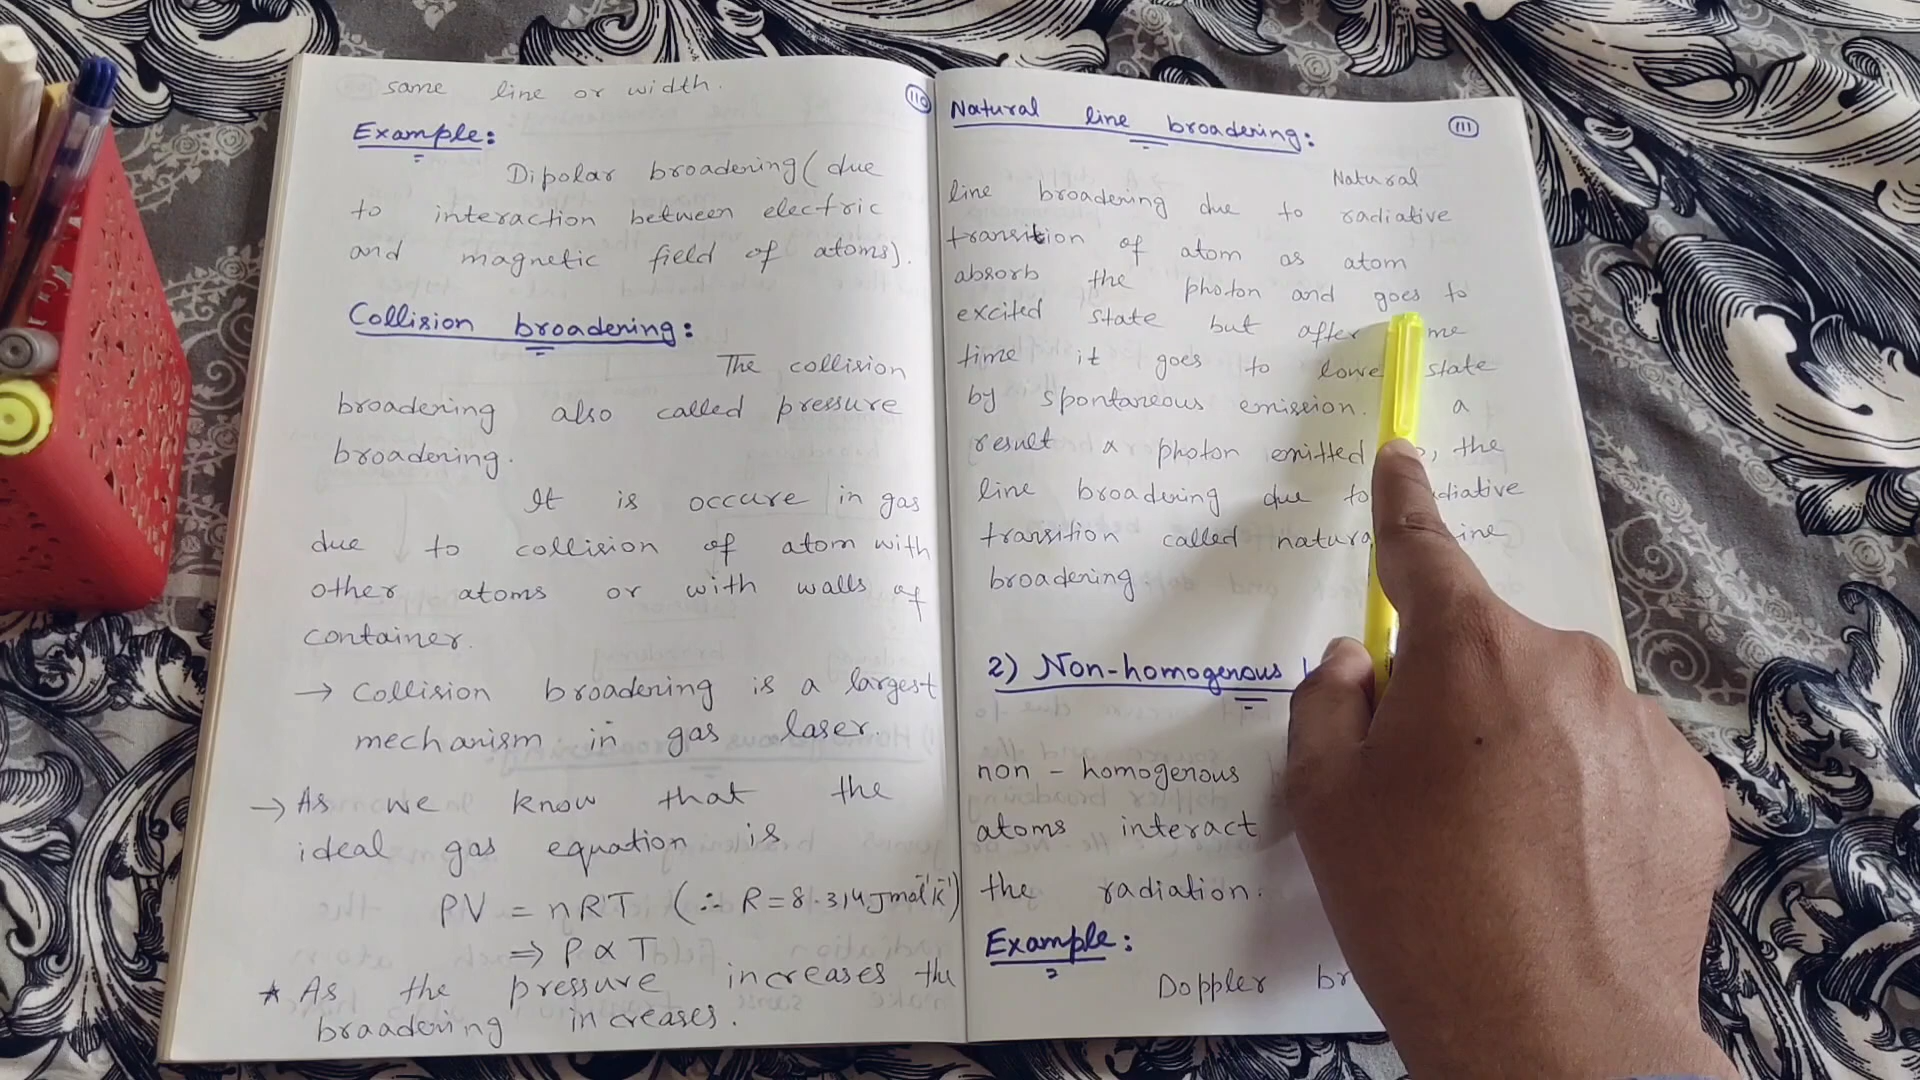 same line or width.
110
Example:
Dipolar broadening (due
to interaction between electric
and magnetic field of atoms).
Collision broadening:
The collision
broadening also called pressure
broadening.
It is occure in gas
due to collision of atom with
other atoms or with walls of
container.
→ Collision broadening is a largest
mechanism in gas laser.
→ As we know that the
ideal gas equation is
PV = nRT (∴ R = 8.314 Jmol⁻¹K⁻¹)
⇒ P ∝ T
★ As the pressure increases the
braadening increases.
Natural line broadening:
111
Natural
line broadening due to radiative
transition of atom as atom
absorb the photon and goes to
excited state but after
time it goes to state
by spontaneous emission. a
result a photon emitted the
line broadening due to
transition called
broadening.
2) Non-homogenous
non - homogenous
atoms interact
the radiation.
Example:
Doppler